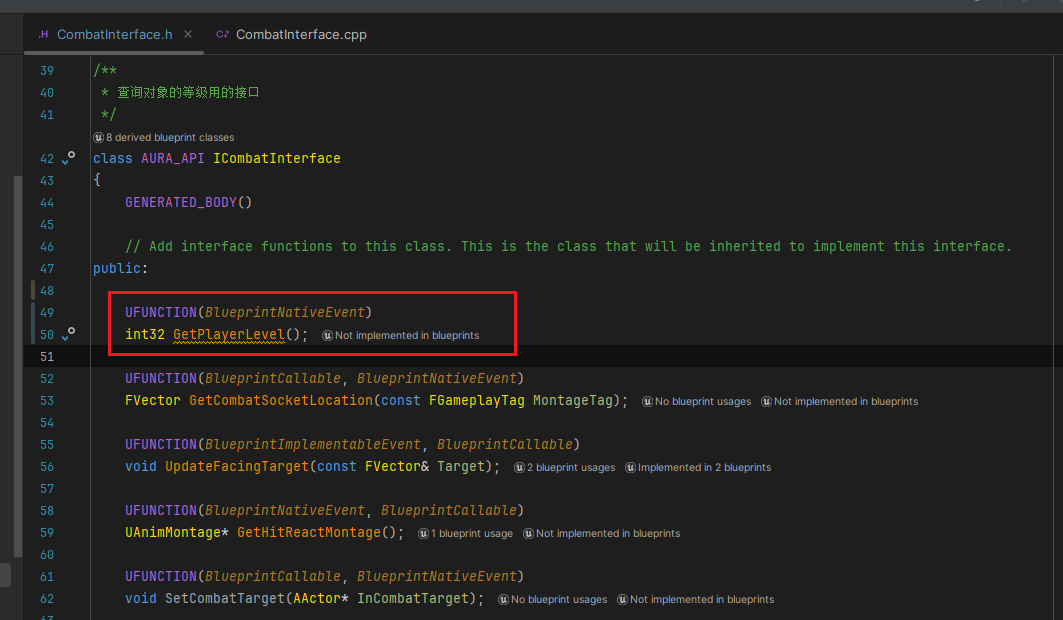 .H CombatInterface.h × C+ CombatInterface.cpp
39 /**
40 * 查询对象的等级用的接口
41 */
8 derived blueprint classes
42 class AURA_API ICombatInterface
43 {
44 GENERATED_BODY()
45
46 // Add interface functions to this class. This is the class that will be inherited to implement this interface.
47 public:
48
49 UFUNCTION(BlueprintNativeEvent)
50 int32 GetPlayerLevel(); Not implemented in blueprints
51
52 UFUNCTION(BlueprintCallable, BlueprintNativeEvent)
53 FVector GetCombatSocketLocation(const FGameplayTag MontageTag); No blueprint usages Not implemented in blueprints
54
55 UFUNCTION(BlueprintImplementableEvent, BlueprintCallable)
56 void UpdateFacingTarget(const FVector& Target); 2 blueprint usages Implemented in 2 blueprints
57
58 UFUNCTION(BlueprintNativeEvent, BlueprintCallable)
59 UAnimMontage* GetHitReactMontage(); 1 blueprint usage Not implemented in blueprints
60
61 UFUNCTION(BlueprintCallable, BlueprintNativeEvent)
62 void SetCombatTarget(AActor* InCombatTarget); No blueprint usages Not implemented in blueprints